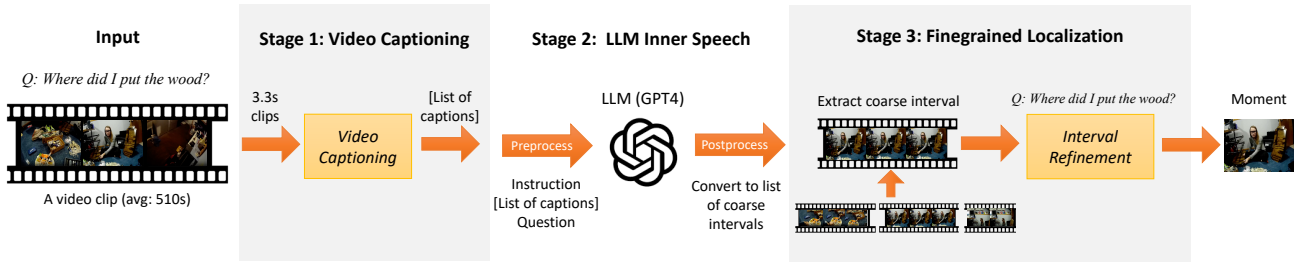 Input
Q: Where did I put the wood?
A video clip (avg: 510s)
Stage 1: Video Captioning
3.3s
clips
Video
Captioning
[List of
captions]
Stage 2: LLM Inner Speech
Preprocess
Instruction
[List of captions]
Question
LLM (GPT4)
Postprocess
Convert to list
of coarse
intervals
Stage 3: Finegrained Localization
Extract coarse interval
Q: Where did I put the wood?
Interval
Refinement
Moment